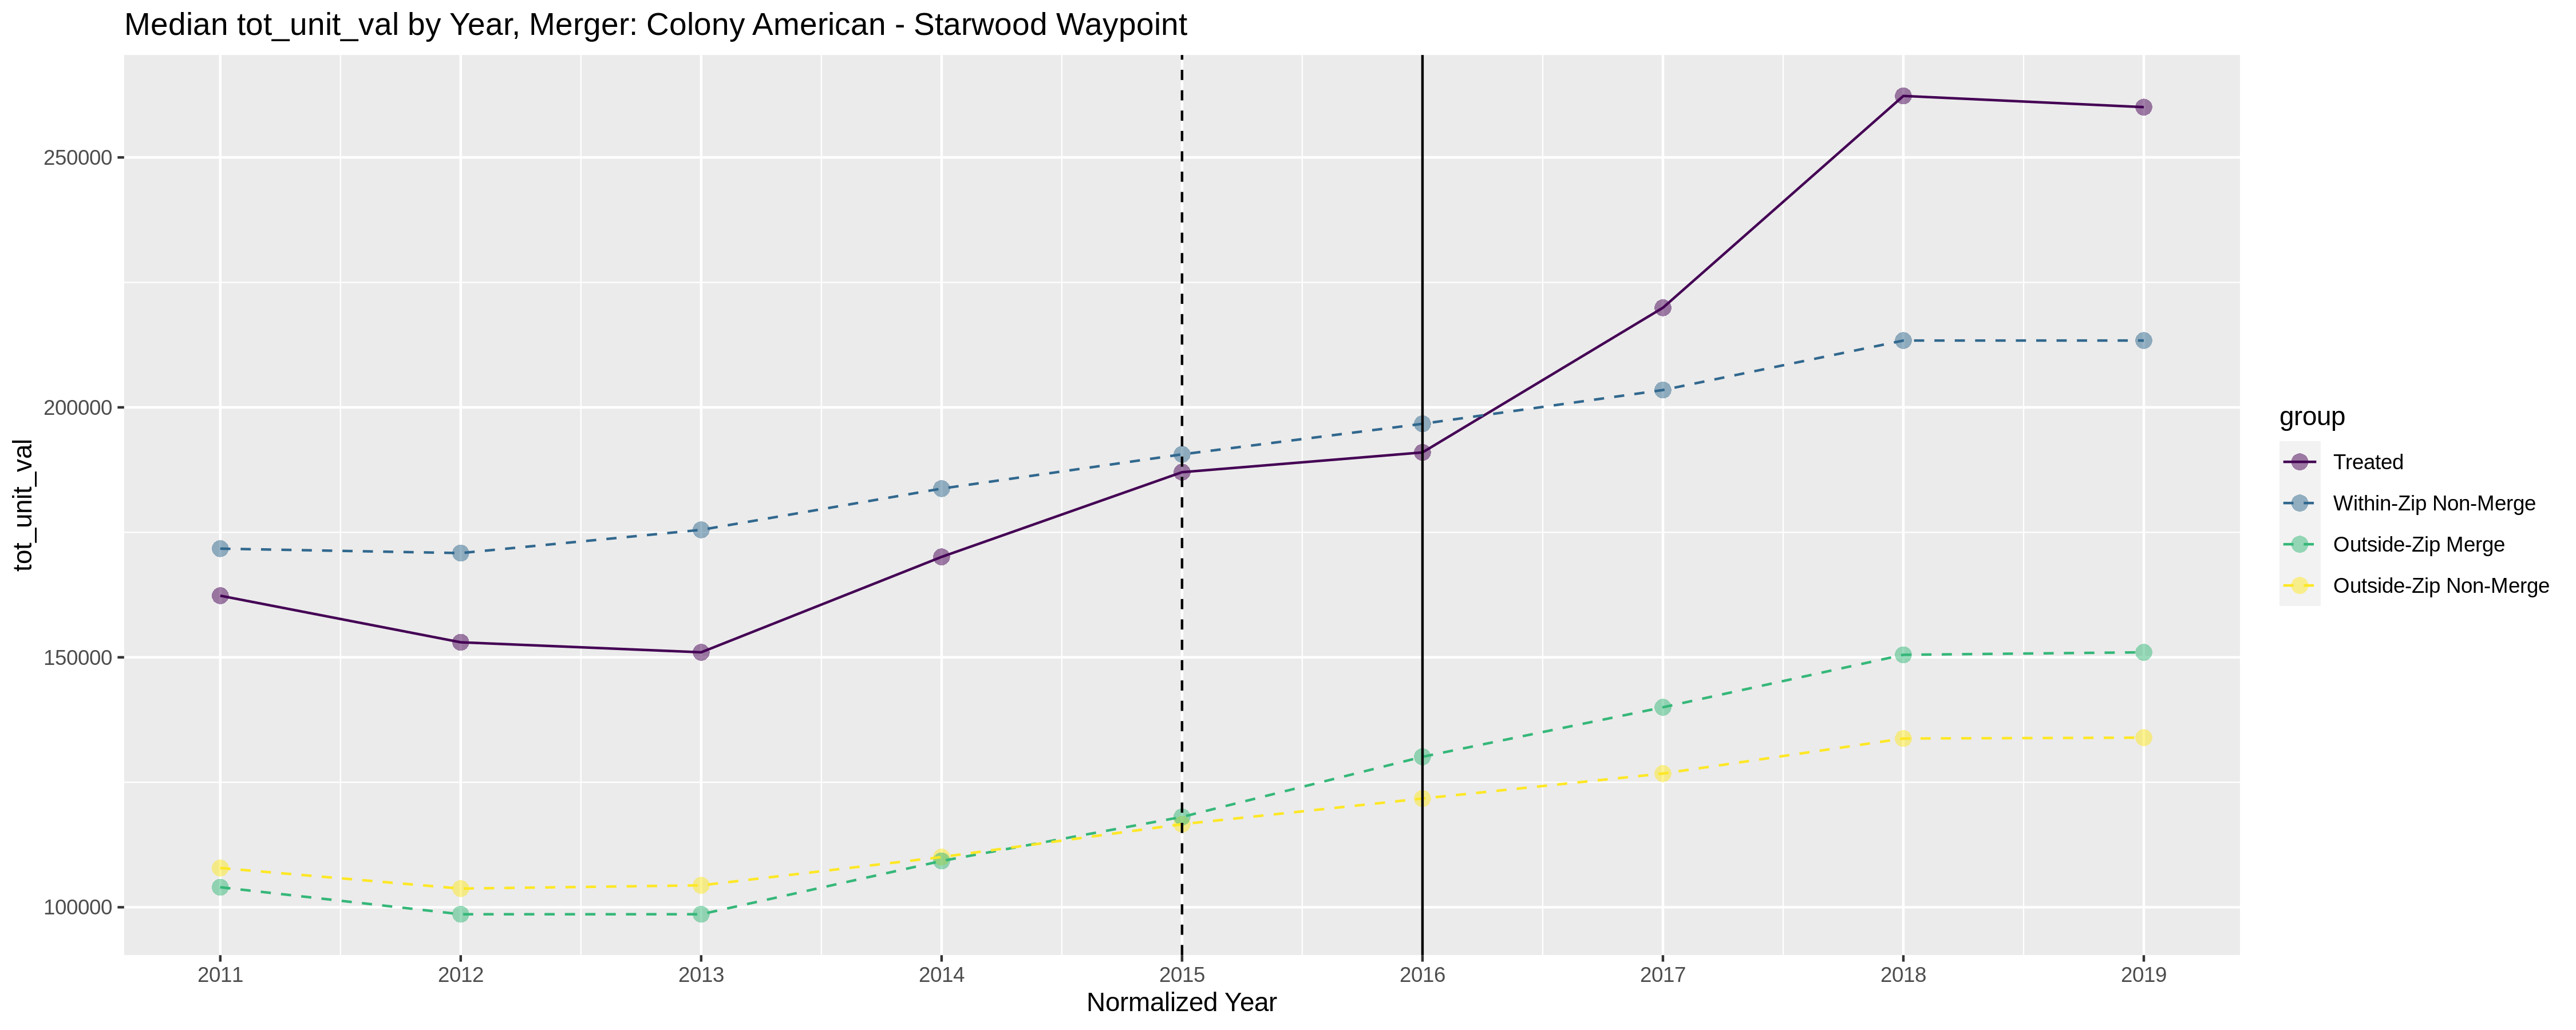 Median tot_unit_val by Year, Merger: Colony American - Starwood Waypoint
tot_unit_val
250000
200000
150000
100000
2011 2012 2013 2014 2015 2016 2017 2018 2019
Normalized Year
group
Treated
Within-Zip Non-Merge
Outside-Zip Merge
Outside-Zip Non-Merge